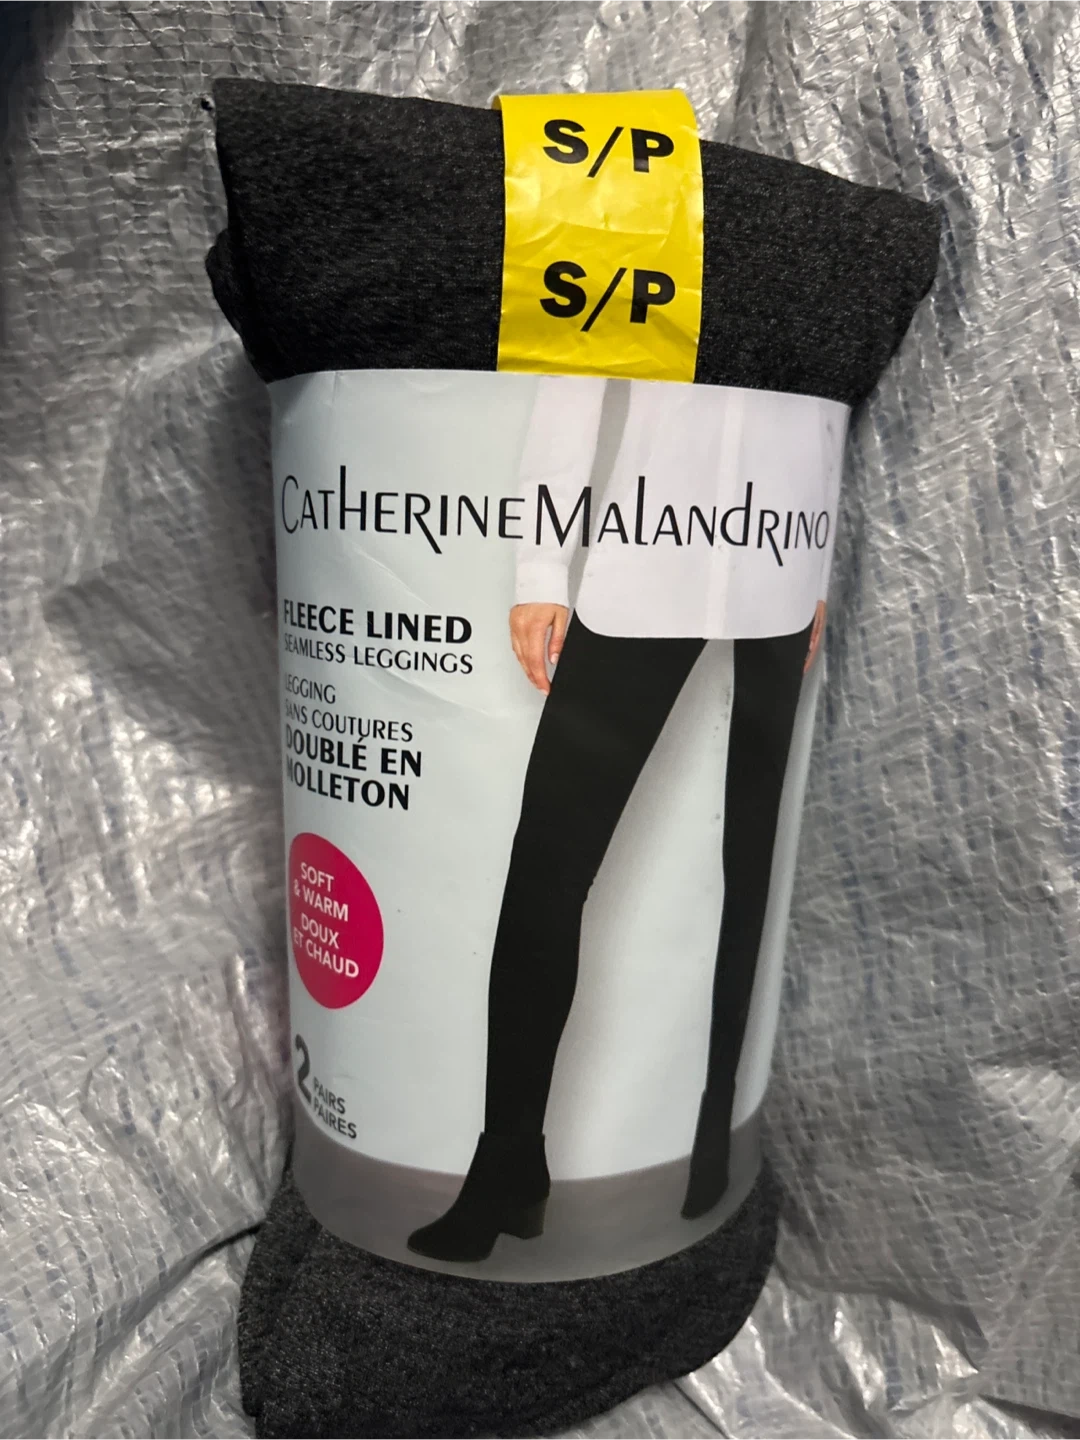 S/P
S/P
CATHERINE MALANDRINO
FLEECE LINED
SEAMLESS LEGGINGS
LEGGING
SANS COUTURES
DOUBLÉ EN
MOLLETON
SOFT
& WARM
DOUX
ET CHAUD
2 PAIRS
PAIRES